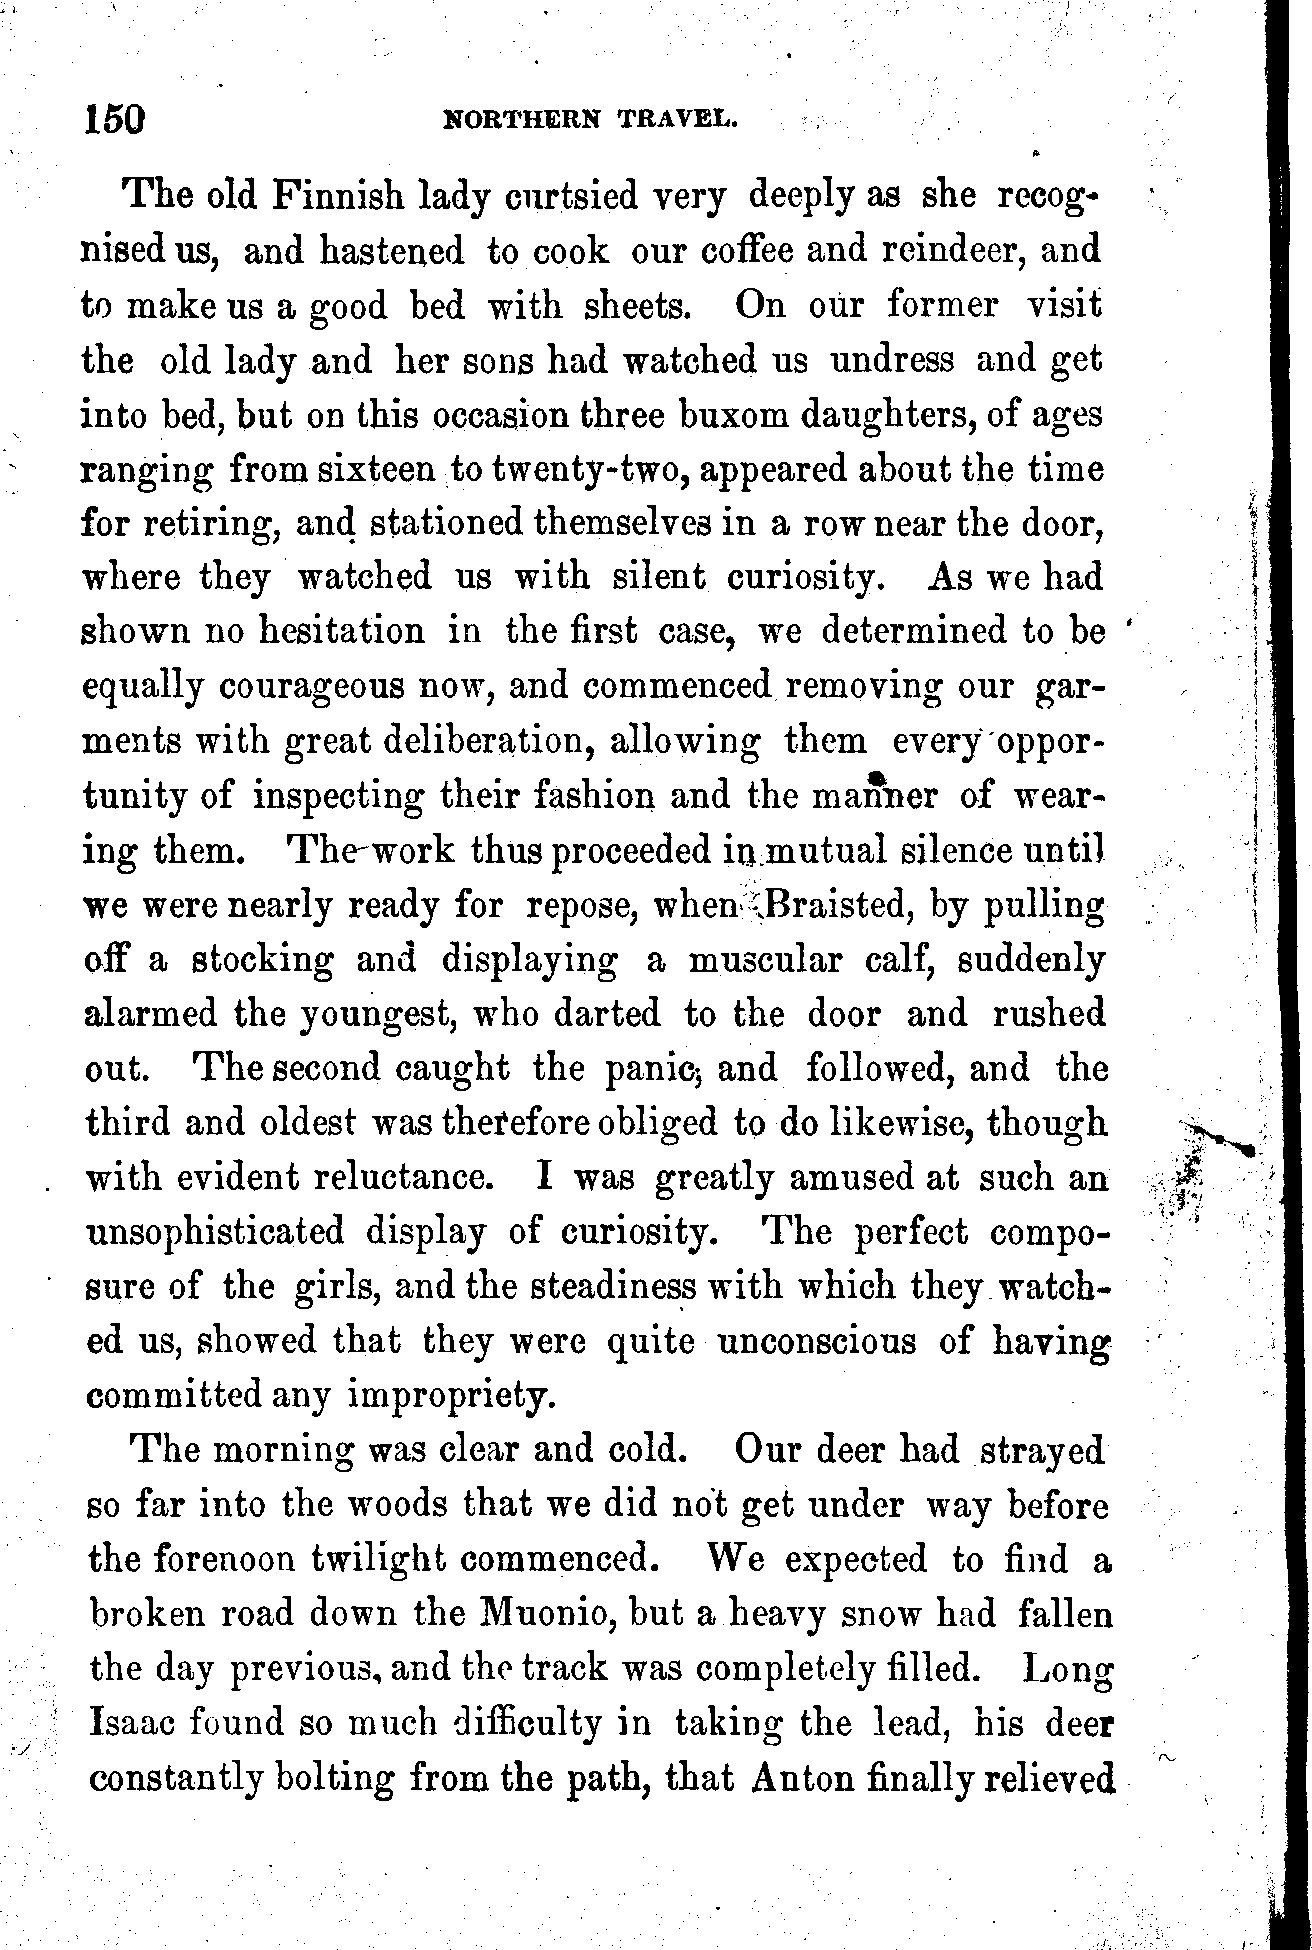 150 NORTHERN TRAVEL.
The old Finnish lady curtsied very deeply as she recog-
nised us, and hastened to cook our coffee and reindeer, and
to make us a good bed with sheets. On our former visit
the old lady and her sons had watched us undress and get
into bed, but on this occasion three buxom daughters, of ages
ranging from sixteen to twenty-two, appeared about the time
for retiring, and stationed themselves in a row near the door,
where they watched us with silent curiosity. As we had
shown no hesitation in the first case, we determined to be
equally courageous now, and commenced removing our gar-
ments with great deliberation, allowing them every oppor-
tunity of inspecting their fashion and the manner of wear-
ing them. The work thus proceeded in mutual silence until
we were nearly ready for repose, when Braisted, by pulling
off a stocking and displaying a muscular calf, suddenly
alarmed the youngest, who darted to the door and rushed
out. The second caught the panic, and followed, and the
third and oldest was therefore obliged to do likewise, though
with evident reluctance. I was greatly amused at such an
unsophisticated display of curiosity. The perfect compo-
sure of the girls, and the steadiness with which they watch-
ed us, showed that they were quite unconscious of having
committed any impropriety.
The morning was clear and cold. Our deer had strayed
so far into the woods that we did not get under way before
the forenoon twilight commenced. We expected to find a
broken road down the Muonio, but a heavy snow had fallen
the day previous, and the track was completely filled. Long
Isaac found so much difficulty in taking the lead, his deer
constantly bolting from the path, that Anton finally relieved